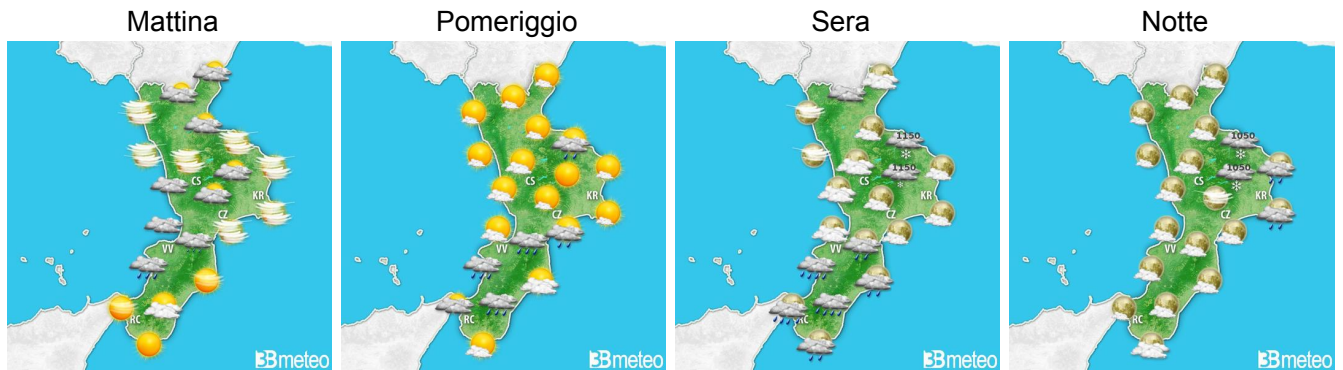 Mattina
CS
KR
CZ
VV
RC
3Bmeteo
Pomeriggio
CS
KR
CZ
VV
RC
3Bmeteo
Sera
1150
1150
CS
KR
CZ
VV
RC
3Bmeteo
Notte
1050
1050
CS
KR
CZ
VV
RC
3Bmeteo